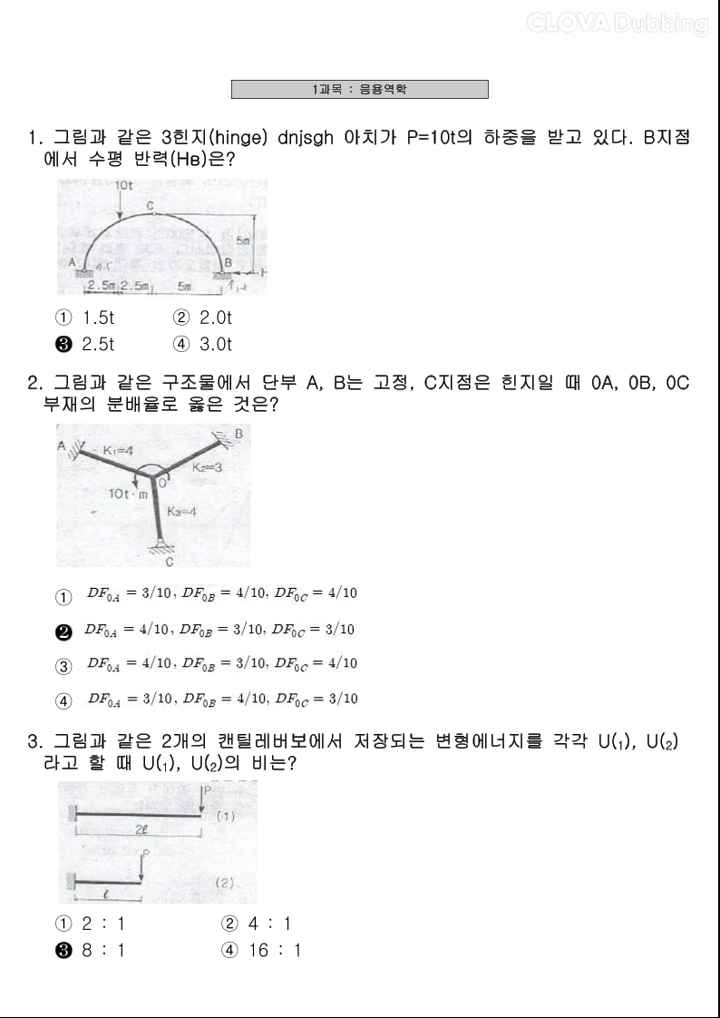 CLOVA Dubbing
1과목 : 응용역학
1. 그림과 같은 3힌지(hinge) dnjsgh 아치가 P=10t의 하중을 받고 있다. B지점
에서 수평 반력(HB)은?
10t
C
5m
A
B
H
2.5m 2.5m 5m
① 1.5t ② 2.0t
❸ 2.5t ④ 3.0t
2. 그림과 같은 구조물에서 단부 A, B는 고정, C지점은 힌지일 때 0A, 0B, 0C
부재의 분배율로 옳은 것은?
B
A
K₁=4
K₂=3
O
10t·m
K₃=4
C
① DF₀A = 3/10, DF₀B = 4/10, DF₀C = 4/10
❷ DF₀A = 4/10, DF₀B = 3/10, DF₀C = 3/10
③ DF₀A = 4/10, DF₀B = 3/10, DF₀C = 4/10
④ DF₀A = 3/10, DF₀B = 4/10, DF₀C = 3/10
3. 그림과 같은 2개의 캔틸레버보에서 저장되는 변형에너지를 각각 U(₁), U(₂)
라고 할 때 U(₁), U(₂)의 비는?
P
(1)
2ℓ
P
(2)
ℓ
① 2 : 1 ② 4 : 1
❸ 8 : 1 ④ 16 : 1